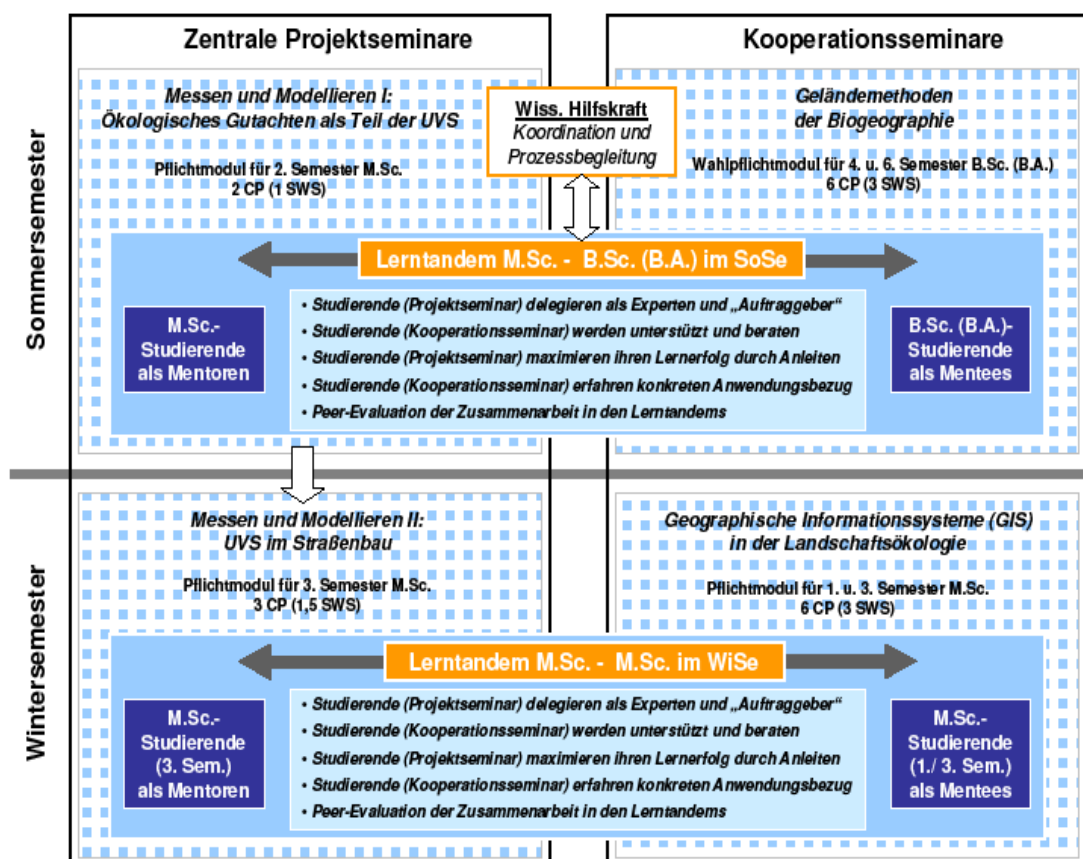 Zentrale Projektseminare
Kooperationsseminare
Sommersemester
Messen und Modellieren I:
Ökologisches Gutachten als Teil der UVS
Pflichtmodul für 2. Semester M.Sc.
2 CP (1 SWS)
Wiss. Hilfskraft
Koordination und
Prozessbegleitung
Geländemethoden
der Biogeographie
Wahlpflichtmodul für 4. u. 6. Semester B.Sc. (B.A.)
6 CP (3 SWS)
Lerntandem M.Sc. - B.Sc. (B.A.) im SoSe
M.Sc.-
Studierende
als Mentoren
• Studierende (Projektseminar) delegieren als Experten und „Auftraggeber“
• Studierende (Kooperationsseminar) werden unterstützt und beraten
• Studierende (Projektseminar) maximieren ihren Lernerfolg durch Anleiten
• Studierende (Kooperationsseminar) erfahren konkreten Anwendungsbezug
• Peer-Evaluation der Zusammenarbeit in den Lerntandems
B.Sc. (B.A.)-
Studierende
als Mentees
Wintersemester
Messen und Modellieren II:
UVS im Straßenbau
Pflichtmodul für 3. Semester M.Sc.
3 CP (1,5 SWS)
Geographische Informationssysteme (GIS)
in der Landschaftsökologie
Pflichtmodul für 1. u. 3. Semester M.Sc.
6 CP (3 SWS)
Lerntandem M.Sc. - M.Sc. im WiSe
M.Sc.-
Studierende
(3. Sem.)
als Mentoren
• Studierende (Projektseminar) delegieren als Experten und „Auftraggeber“
• Studierende (Kooperationsseminar) werden unterstützt und beraten
• Studierende (Projektseminar) maximieren ihren Lernerfolg durch Anleiten
• Studierende (Kooperationsseminar) erfahren konkreten Anwendungsbezug
• Peer-Evaluation der Zusammenarbeit in den Lerntandems
M.Sc.-
Studierende
(1./ 3. Sem.)
als Mentees